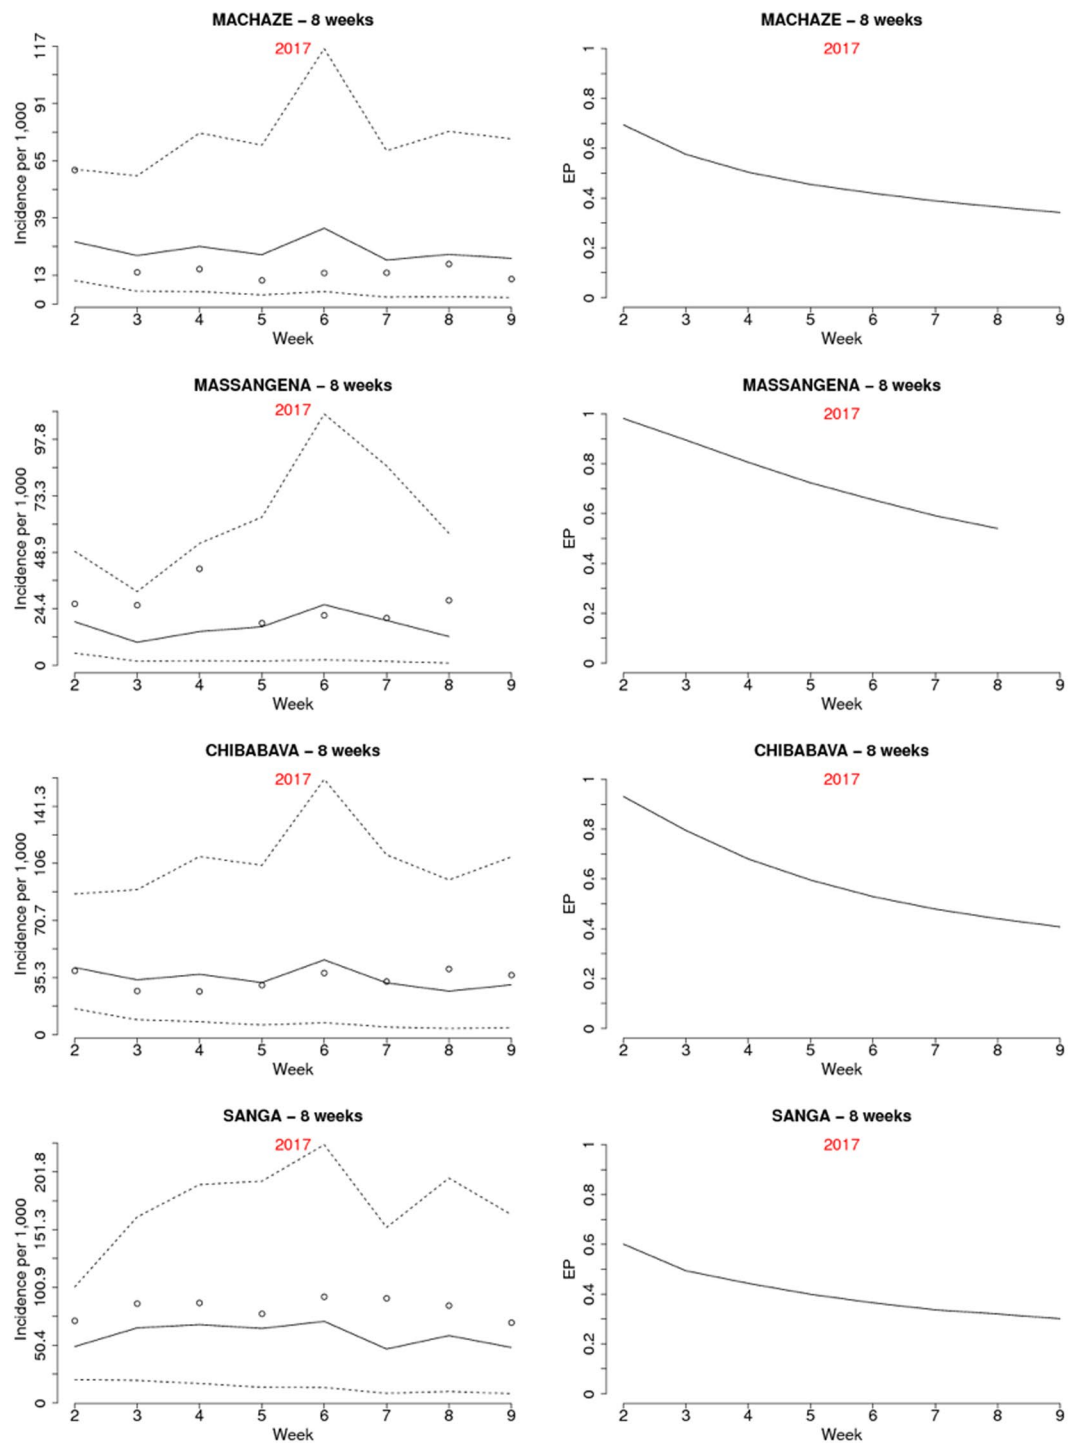 MACHAZE – 8 weeks
2017
Incidence per 1,000
117
91
65
39
13
0
2 3 4 5 6 7 8 9
Week
MACHAZE – 8 weeks
2017
EP
1
0.8
0.6
0.4
0.2
0
2 3 4 5 6 7 8 9
Week
MASSANGENA – 8 weeks
2017
Incidence per 1,000
97.8
73.3
48.9
24.4
0
2 3 4 5 6 7 8 9
Week
MASSANGENA – 8 weeks
2017
EP
1
0.8
0.6
0.4
0.2
0
2 3 4 5 6 7 8 9
Week
CHIBABAVA – 8 weeks
2017
Incidence per 1,000
141.3
106
70.7
35.3
0
2 3 4 5 6 7 8 9
Week
CHIBABAVA – 8 weeks
2017
EP
1
0.8
0.6
0.4
0.2
0
2 3 4 5 6 7 8 9
Week
SANGA – 8 weeks
2017
Incidence per 1,000
201.8
151.3
100.9
50.4
0
2 3 4 5 6 7 8 9
Week
SANGA – 8 weeks
2017
EP
1
0.8
0.6
0.4
0.2
0
2 3 4 5 6 7 8 9
Week